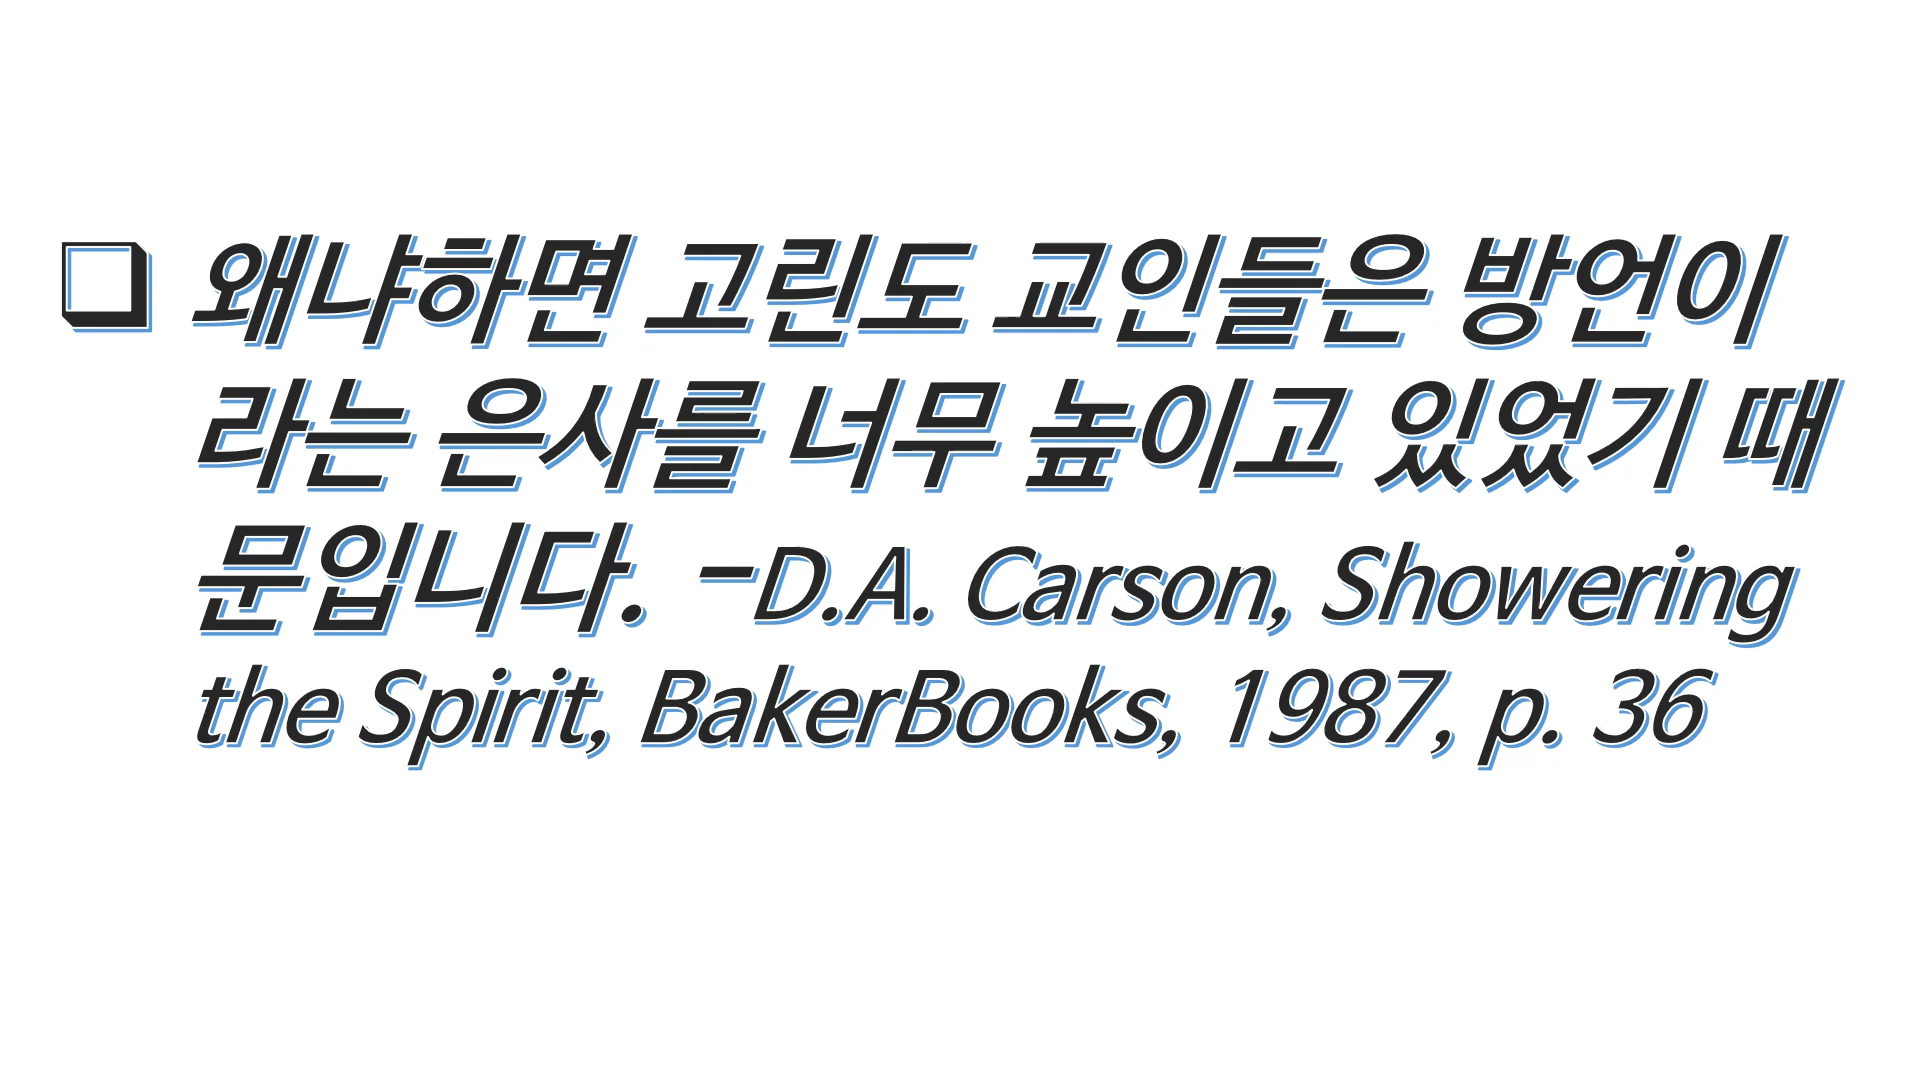 ❑ 왜냐하면 고린도 교인들은 방언이
라는 은사를 너무 높이고 있었기 때
문입니다. –D.A. Carson, Showering
the Spirit, BakerBooks, 1987, p. 36